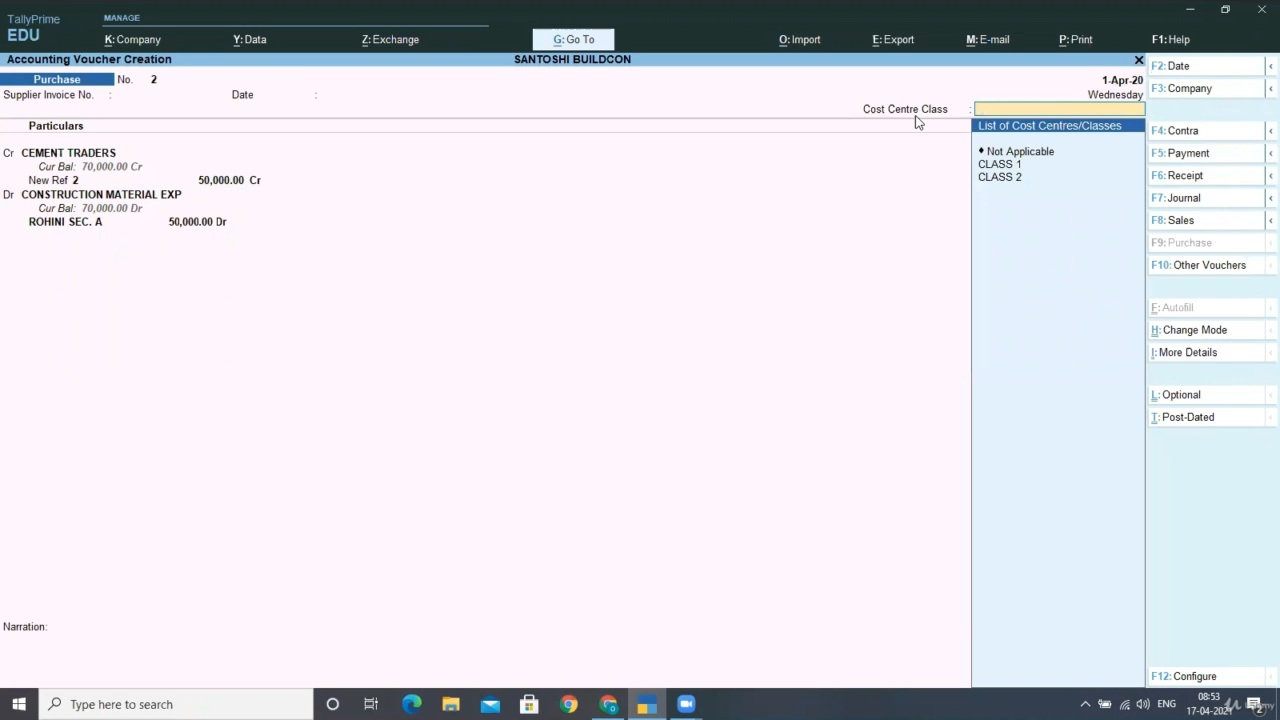 TallyPrime
EDU
MANAGE
K: Company
Y: Data
Z: Exchange
G: Go To
O: Import
E: Export
M: E-mail
P: Print
F1: Help
Accounting Voucher Creation
SANTOSHI BUILDCON
Purchase No. 2
1-Apr-20
Supplier Invoice No. : Date :
Wednesday
Cost Centre Class :
Particulars
List of Cost Centres/Classes
♦ Not Applicable
CLASS 1
CLASS 2
Cr CEMENT TRADERS
Cur Bal: 70,000.00 Cr
New Ref 2 50,000.00 Cr
Dr CONSTRUCTION MATERIAL EXP
Cur Bal: 70,000.00 Dr
ROHINI SEC. A 50,000.00 Dr
Narration:
F2: Date
F3: Company
F4: Contra
F5: Payment
F6: Receipt
F7: Journal
F8: Sales
F9: Purchase
F10: Other Vouchers
F: Autofill
H: Change Mode
I: More Details
L: Optional
T: Post-Dated
F12: Configure
Type here to search
ENG
08:53
17-04-2021
2